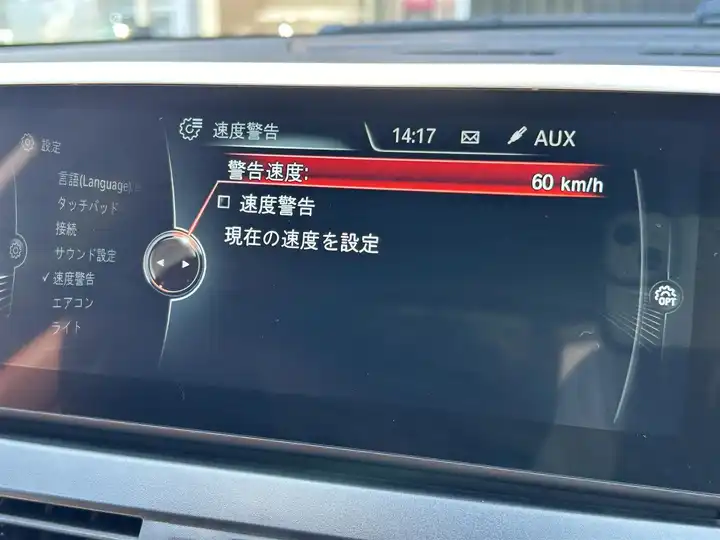 設定
言語(Language)
タッチパッド
接続
サウンド設定
速度警告
エアコン
ライト
速度警告
14:17
AUX
警告速度:
60 km/h
速度警告
現在の速度を設定
OPT